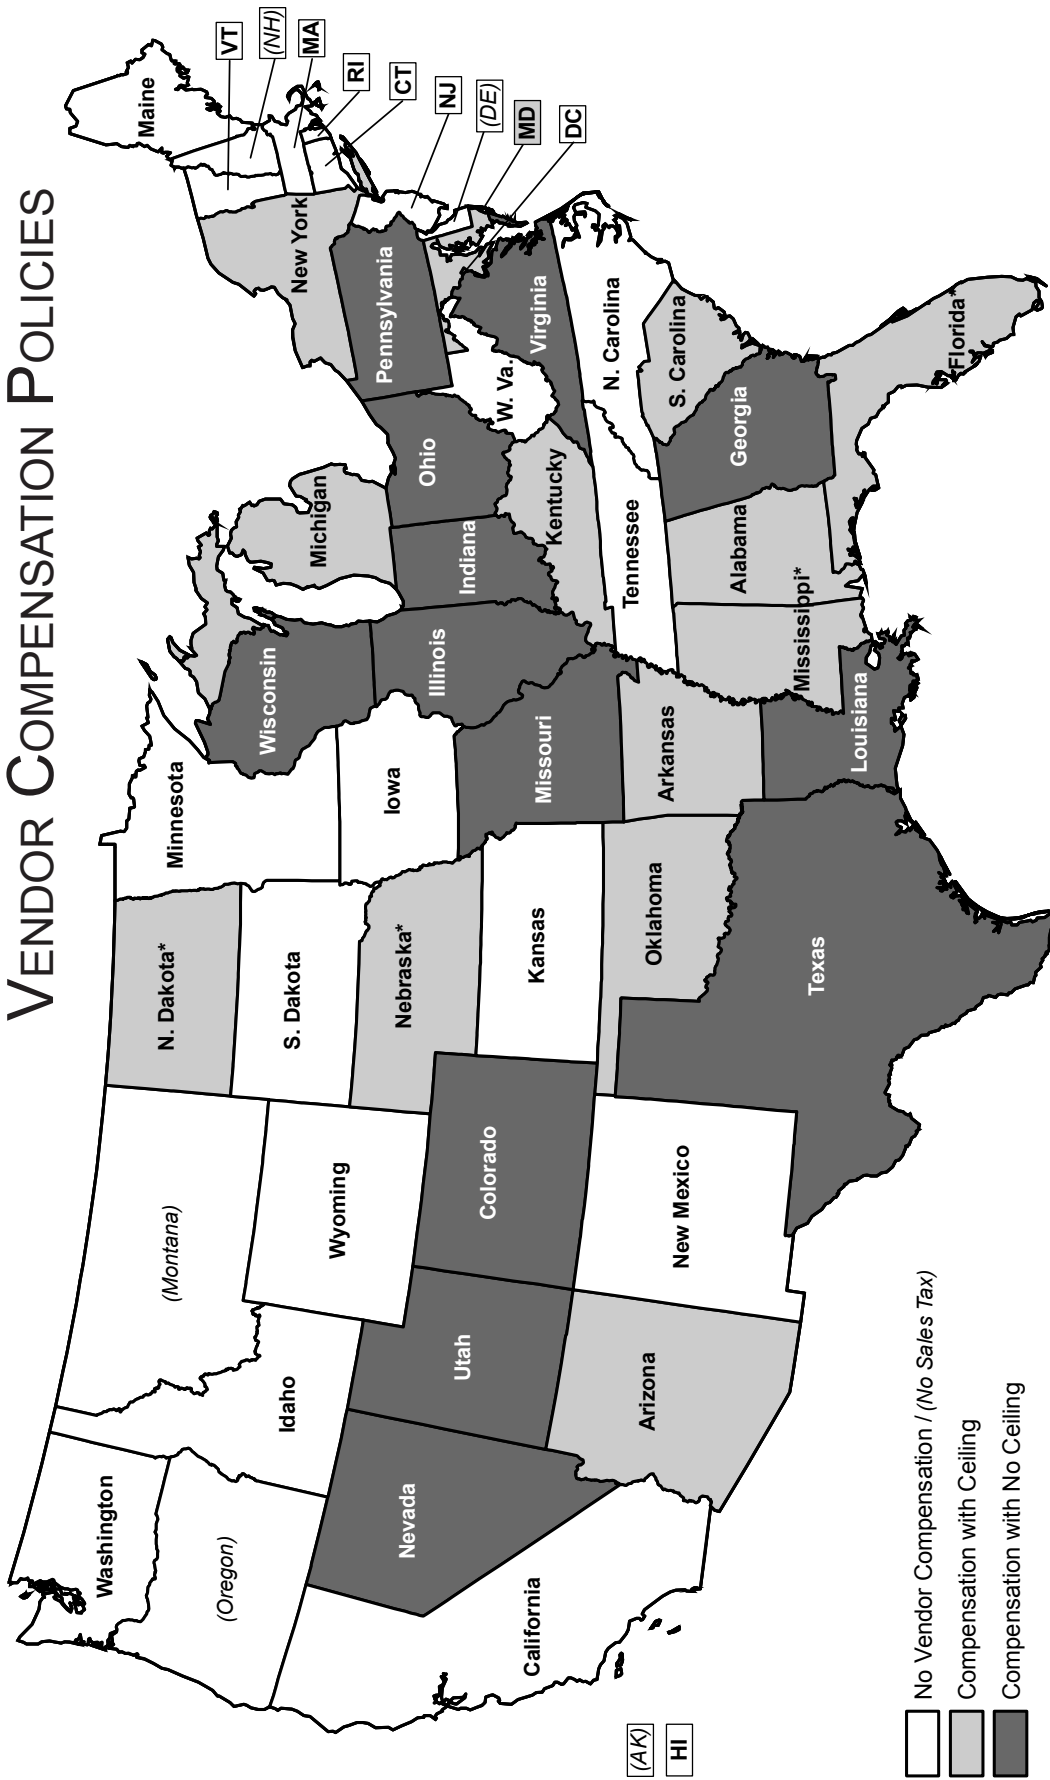 VENDOR COMPENSATION POLICIES
Washington
(Oregon)
California
Nevada
Idaho
(Montana)
Wyoming
Utah
Arizona
Colorado
New Mexico
N. Dakota*
S. Dakota
Nebraska*
Kansas
Oklahoma
Texas
Minnesota
Iowa
Missouri
Arkansas
Louisiana
Wisconsin
Illinois
Michigan
Indiana
Ohio
Kentucky
Tennessee
Mississippi*
Alabama
Georgia
Florida*
S. Carolina*
N. Carolina
Virginia
W. Va.
Pennsylvania
New York
Maine
VT
(NH)
MA
RI
CT
NJ
(DE)
MD
DC
(AK)
HI
No Vendor Compensation / (No Sales Tax)
Compensation with Ceiling
Compensation with No Ceiling